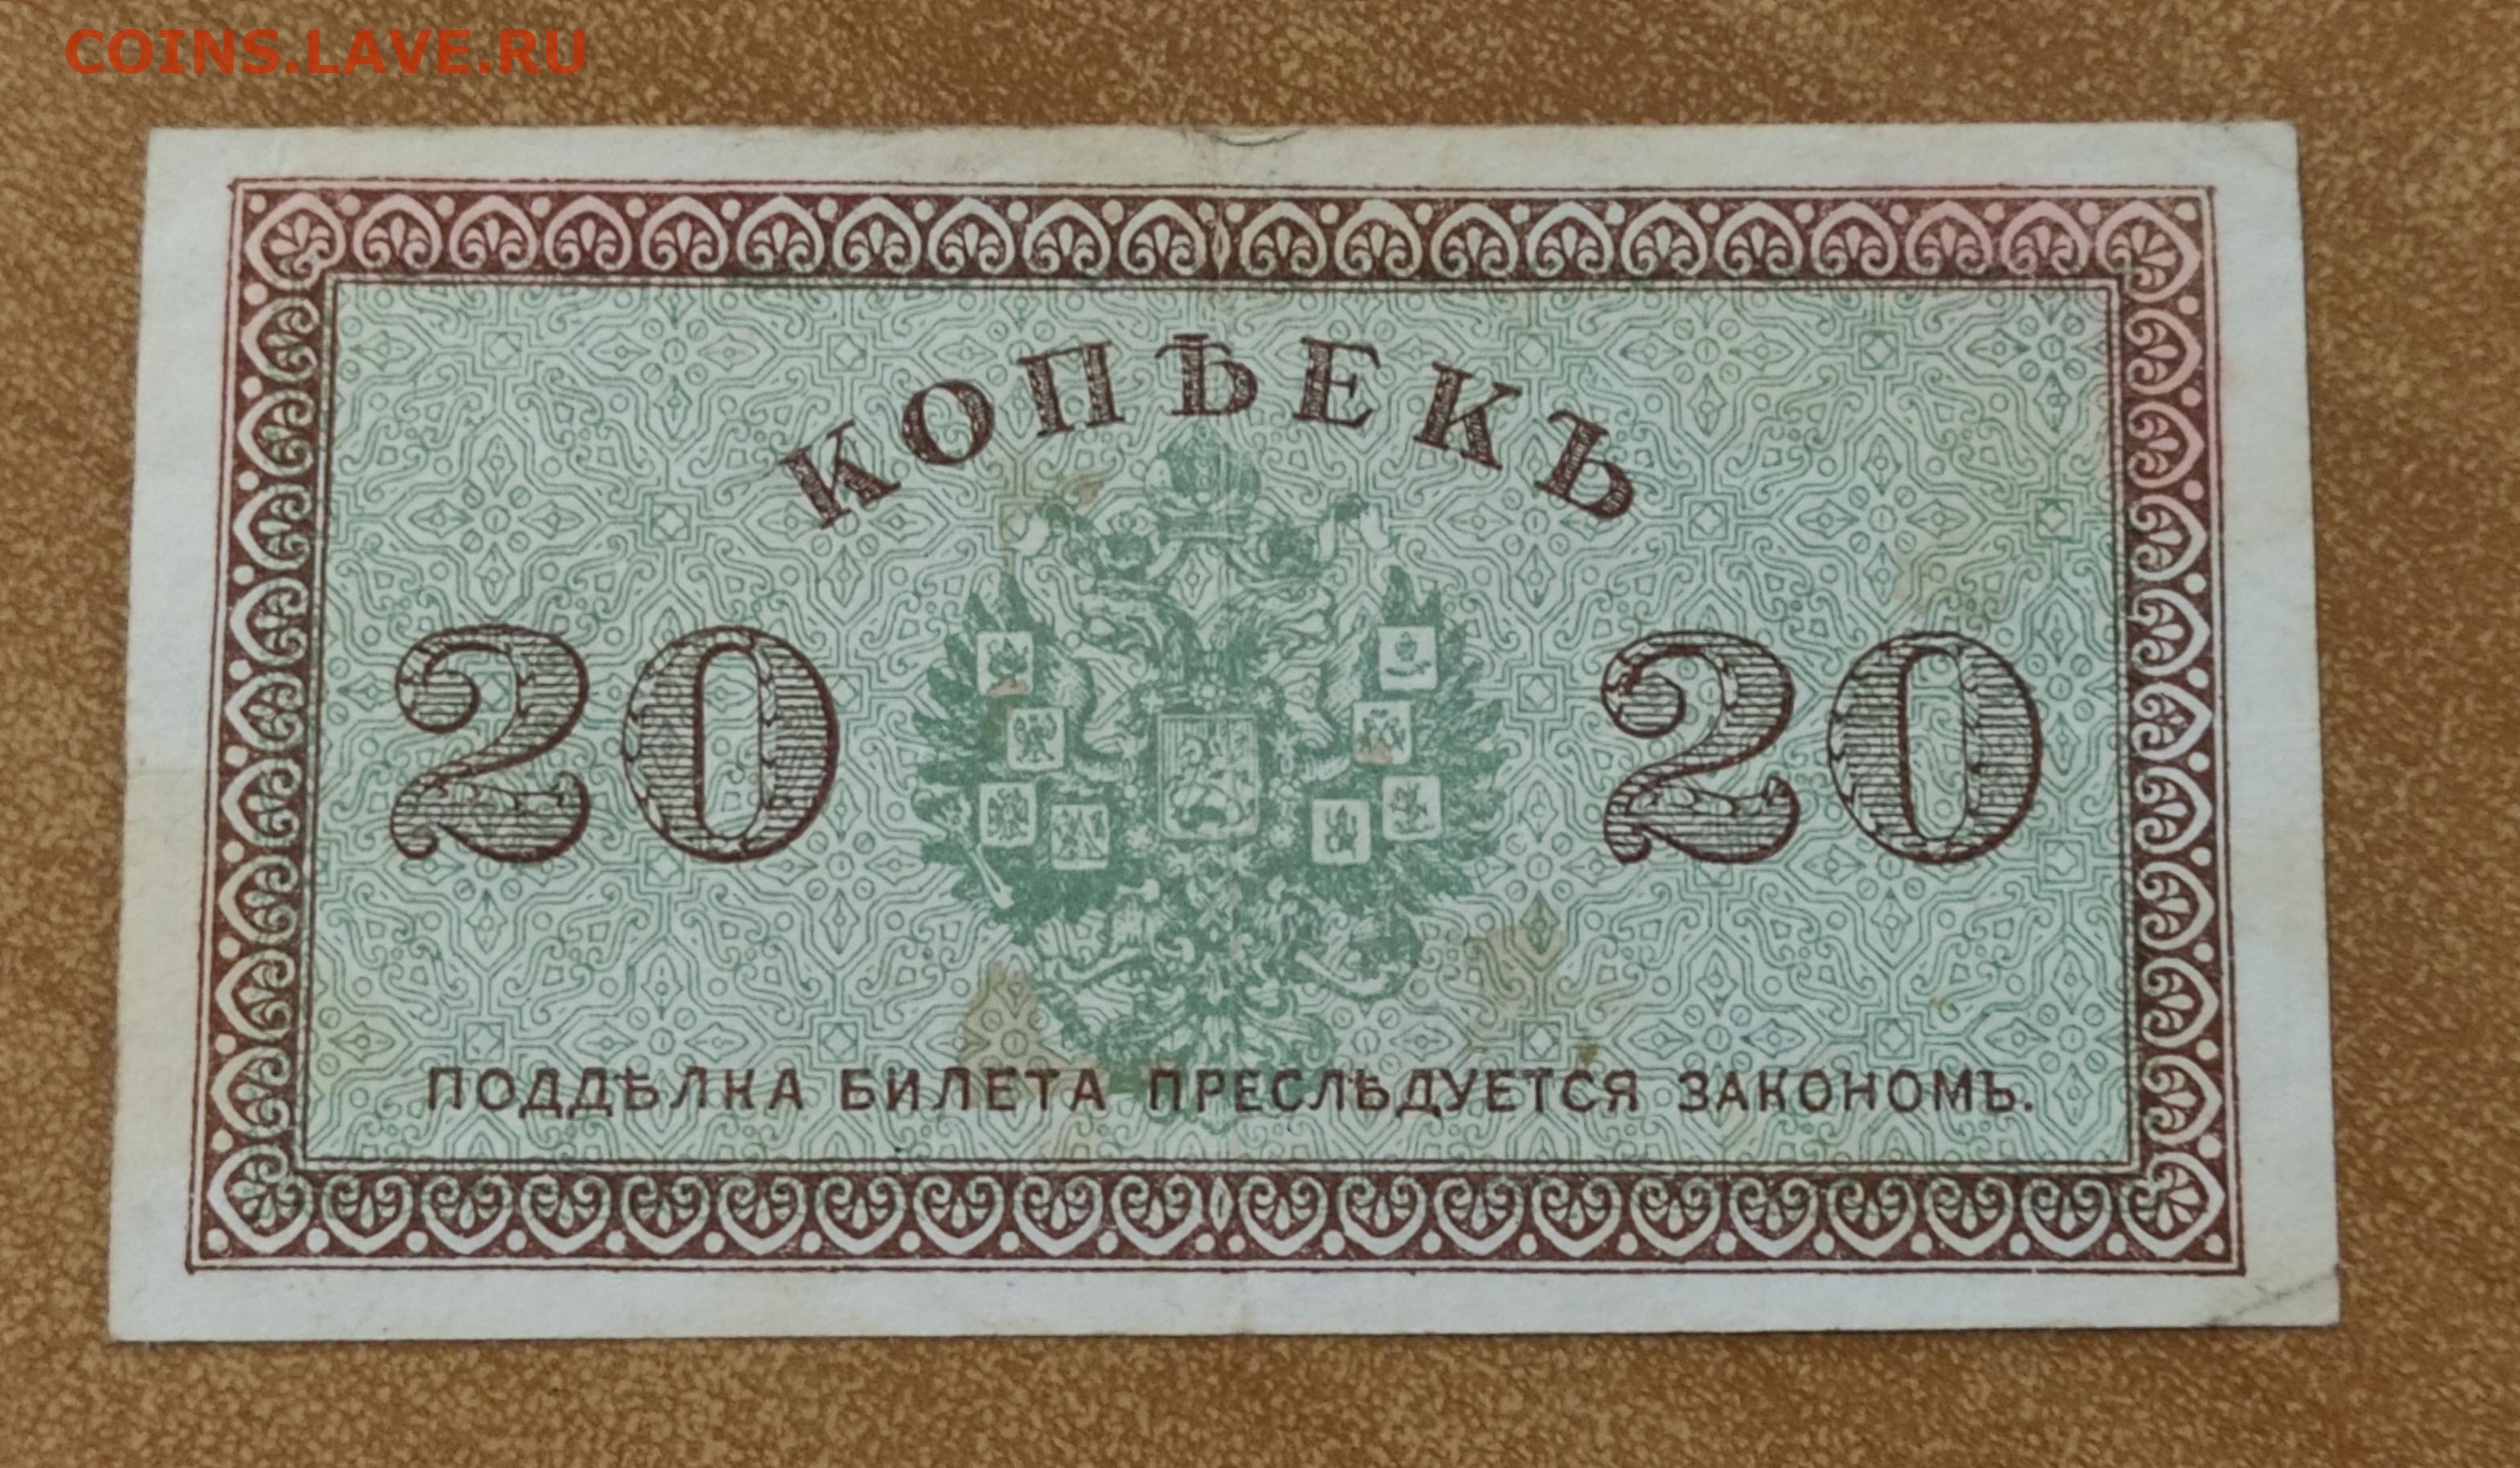 COINS.LAVE.RU
КОПѢЕКЪ
20 20
ПОДДѢЛКА БИЛЕТА ПРЕСЛѢДУЕТСЯ ЗАКОНОМЪ.